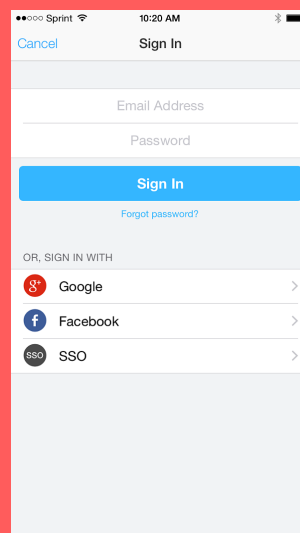 Sprint 10:20 AM
Cancel Sign In
Email Address
Password
Sign In
Forgot password?
OR, SIGN IN WITH
g+ Google
f Facebook
SSO SSO